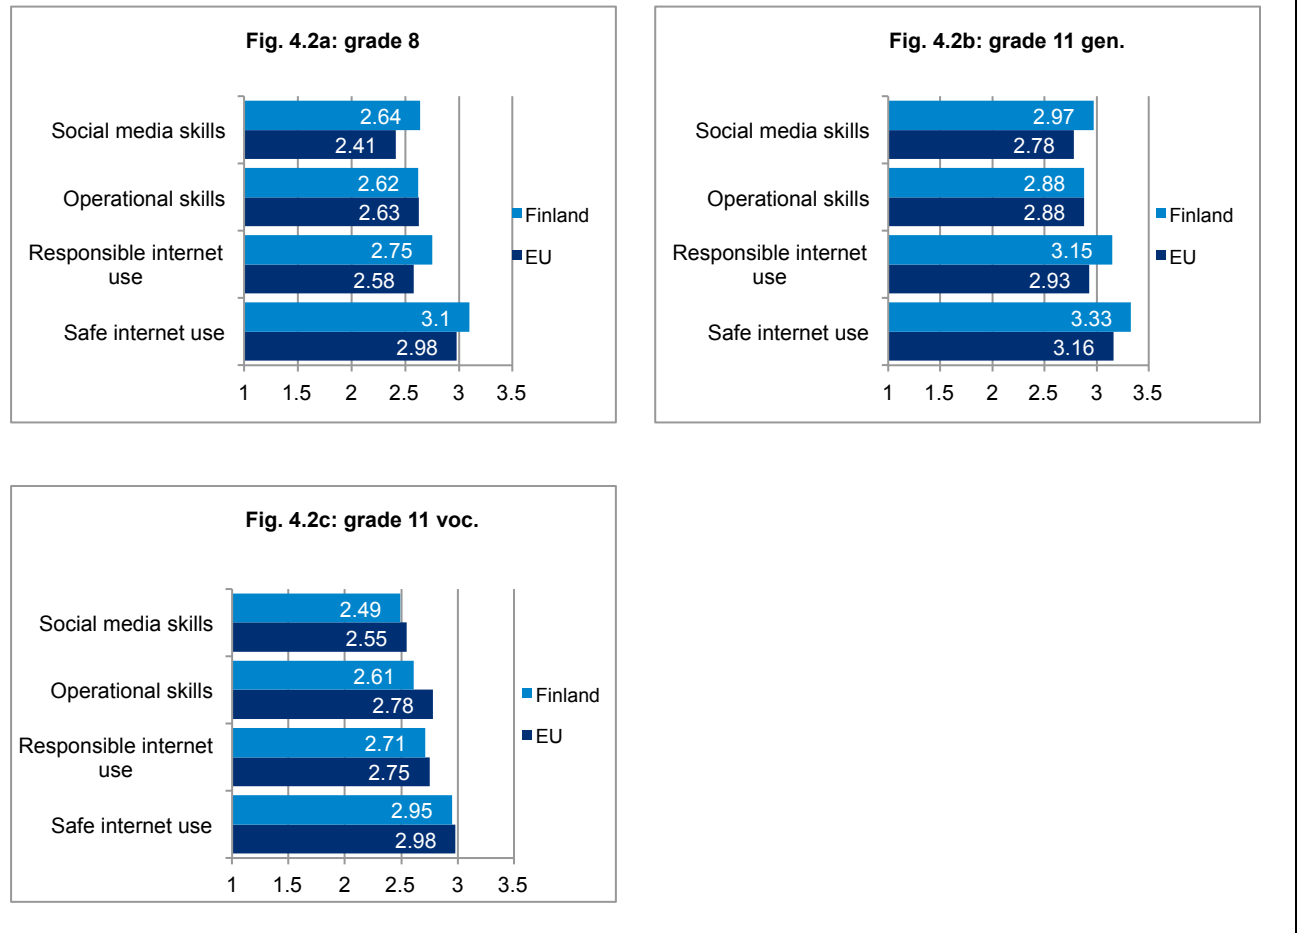 Fig. 4.2a: grade 8
Social media skills
2.64
2.41
Operational skills
2.62
2.63
Responsible internet
use
2.75
2.58
Safe internet use
3.1
2.98
1 1.5 2 2.5 3 3.5
Finland
EU
Fig. 4.2b: grade 11 gen.
Social media skills
2.97
2.78
Operational skills
2.88
2.88
Responsible internet
use
3.15
2.93
Safe internet use
3.33
3.16
1 1.5 2 2.5 3 3.5
Finland
EU
Fig. 4.2c: grade 11 voc.
Social media skills
2.49
2.55
Operational skills
2.61
2.78
Responsible internet
use
2.71
2.75
Safe internet use
2.95
2.98
1 1.5 2 2.5 3 3.5
Finland
EU